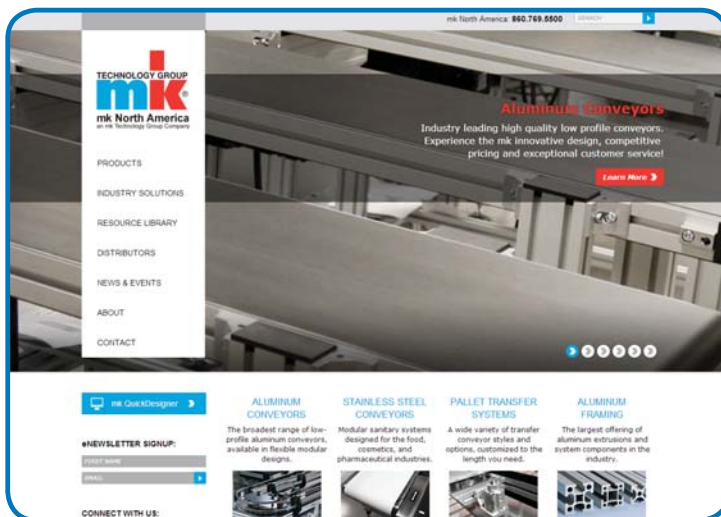 mk North America: 860.769.5500
SEARCH
TECHNOLOGY GROUP
mk®
mk North America
an mk Technology Group Company
PRODUCTS
INDUSTRY SOLUTIONS
RESOURCE LIBRARY
DISTRIBUTORS
NEWS & EVENTS
ABOUT
CONTACT
Aluminum Conveyors
Industry leading high quality low profile conveyors.
Experience the mk innovative design, competitive
pricing and exceptional customer service!
Learn More
mk QuickDesigner
eNEWSLETTER SIGNUP:
FIRST NAME
EMAIL
CONNECT WITH US:
ALUMINUM
CONVEYORS
The broadest range of low-
profile aluminum conveyors,
available in flexible modular
designs.
STAINLESS STEEL
CONVEYORS
Modular sanitary systems
designed for the food,
cosmetics, and
pharmaceutical industries.
PALLET TRANSFER
SYSTEMS
A wide variety of transfer
conveyor styles and
options, customized to the
length you need.
ALUMINUM
FRAMING
The largest offering of
aluminum extrusions and
system components in the
industry.